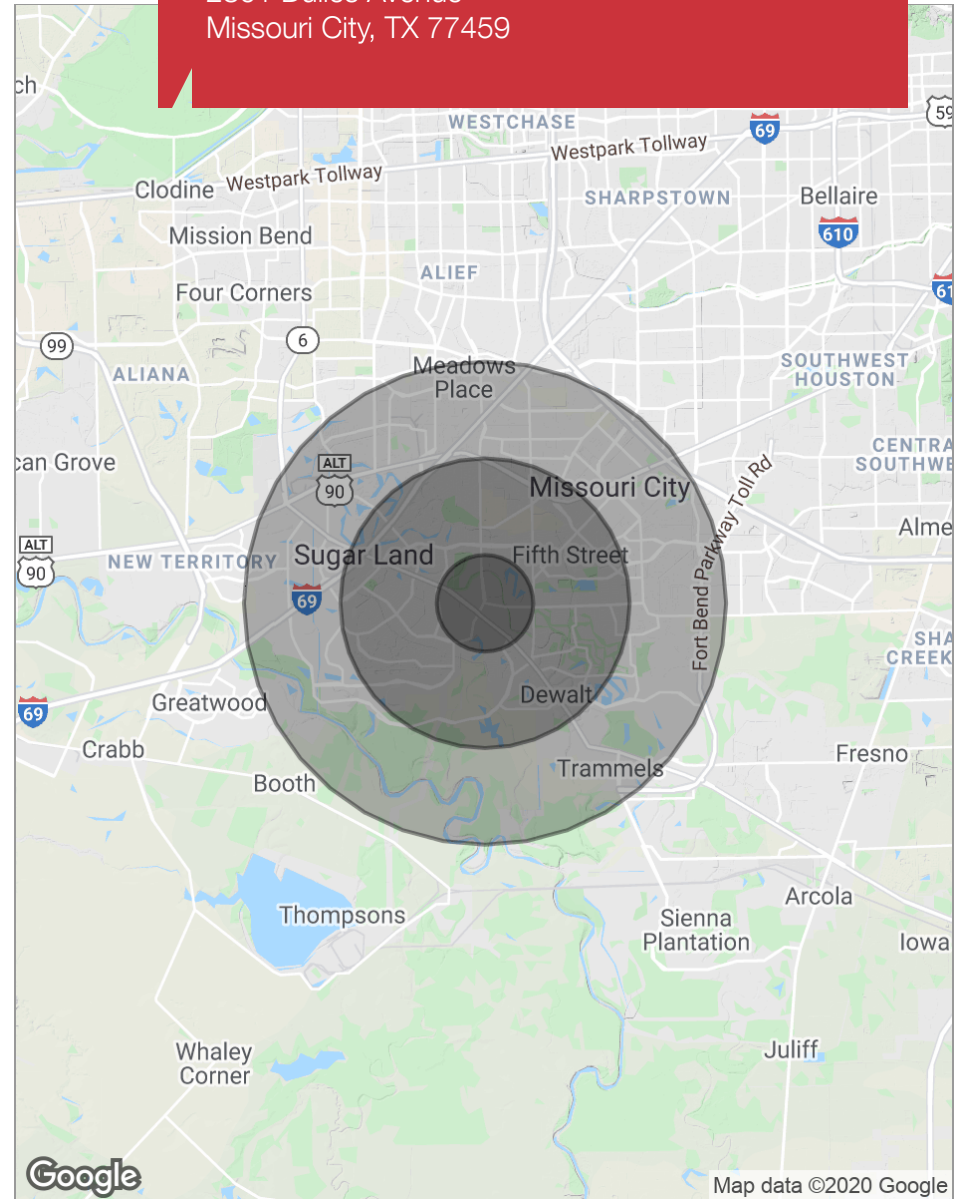 Missouri City, TX 77459
ch
WESTCHASE
69
59
Westpark Tollway
Westpark Tollway
Clodine
SHARPSTOWN
Bellaire
610
Mission Bend
ALIEF
Four Corners
99
6
Meadows
Place
SOUTHWEST
HOUSTON
ALIANA
can Grove
ALT
90
Missouri City
CENTRA
SOUTHWE
Fort Bend Parkway Toll Rd
Alme
ALT
90
NEW TERRITORY
Sugar Land
Fifth Street
69
SHA
CREEK
Greatwood
Dewalt
69
Crabb
Booth
Trammels
Fresno
Thompsons
Arcola
Sienna
Plantation
Iowa
Whaley
Corner
Juliff
Google
Map data ©2020 Google